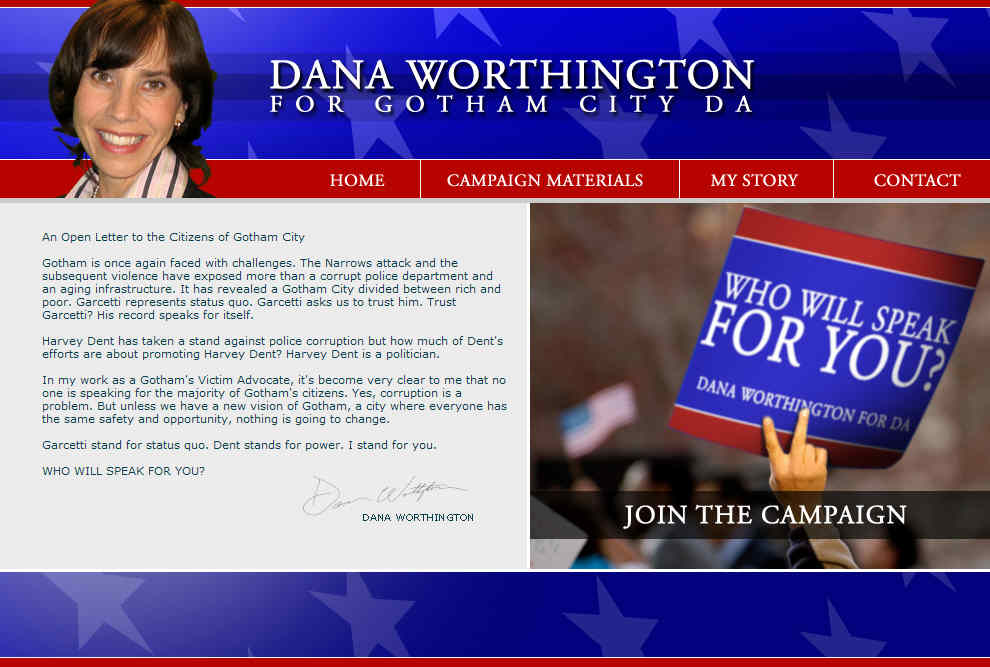 DANA WORTHINGTON
FOR GOTHAM CITY DA
HOME CAMPAIGN MATERIALS MY STORY CONTACT
An Open Letter to the Citizens of Gotham City
Gotham is once again faced with challenges. The Narrows attack and the
subsequent violence have exposed more than a corrupt police department and
an aging infrastructure. It has revealed a Gotham City divided between rich and
poor. Garcetti represents status quo. Garcetti asks us to trust him. Trust
Garcetti? His record speaks for itself.
Harvey Dent has taken a stand against police corruption but how much of Dent's
efforts are about promoting Harvey Dent? Harvey Dent is a politician.
In my work as a Gotham's Victim Advocate, it's become very clear to me that no
one is speaking for the majority of Gotham's citizens. Yes, corruption is a
problem. But unless we have a new vision of Gotham, a city where everyone has
the same safety and opportunity, nothing is going to change.
Garcetti stand for status quo. Dent stands for power. I stand for you.
WHO WILL SPEAK FOR YOU?
Dana Worthington
DANA WORTHINGTON
WHO WILL SPEAK
FOR YOU?
DANA WORTHINGTON FOR DA
JOIN THE CAMPAIGN